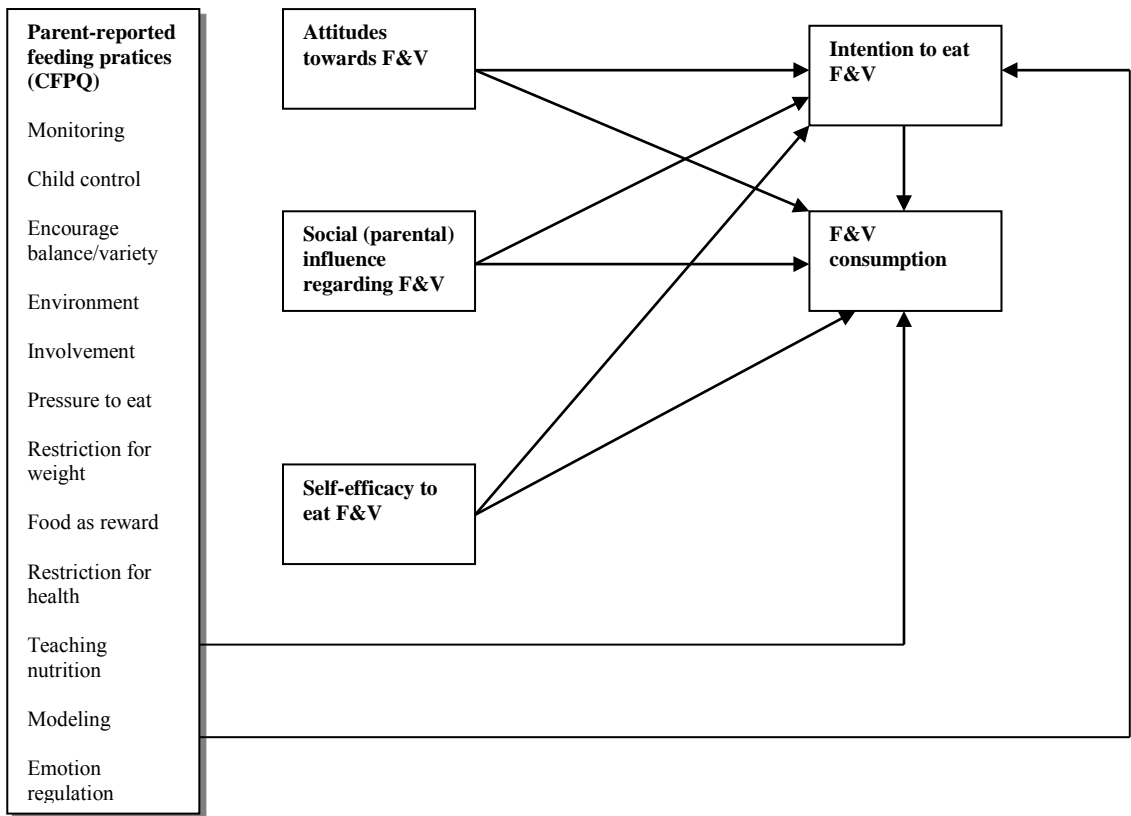 Parent-reported
feeding pratices
(CFPQ)
Monitoring
Child control
Encourage
balance/variety
Environment
Involvement
Pressure to eat
Restriction for
weight
Food as reward
Restriction for
health
Teaching
nutrition
Modeling
Emotion
regulation
Attitudes
towards F&V
Social (parental)
influence
regarding F&V
Self-efficacy to
eat F&V
Intention to eat
F&V
F&V
consumption